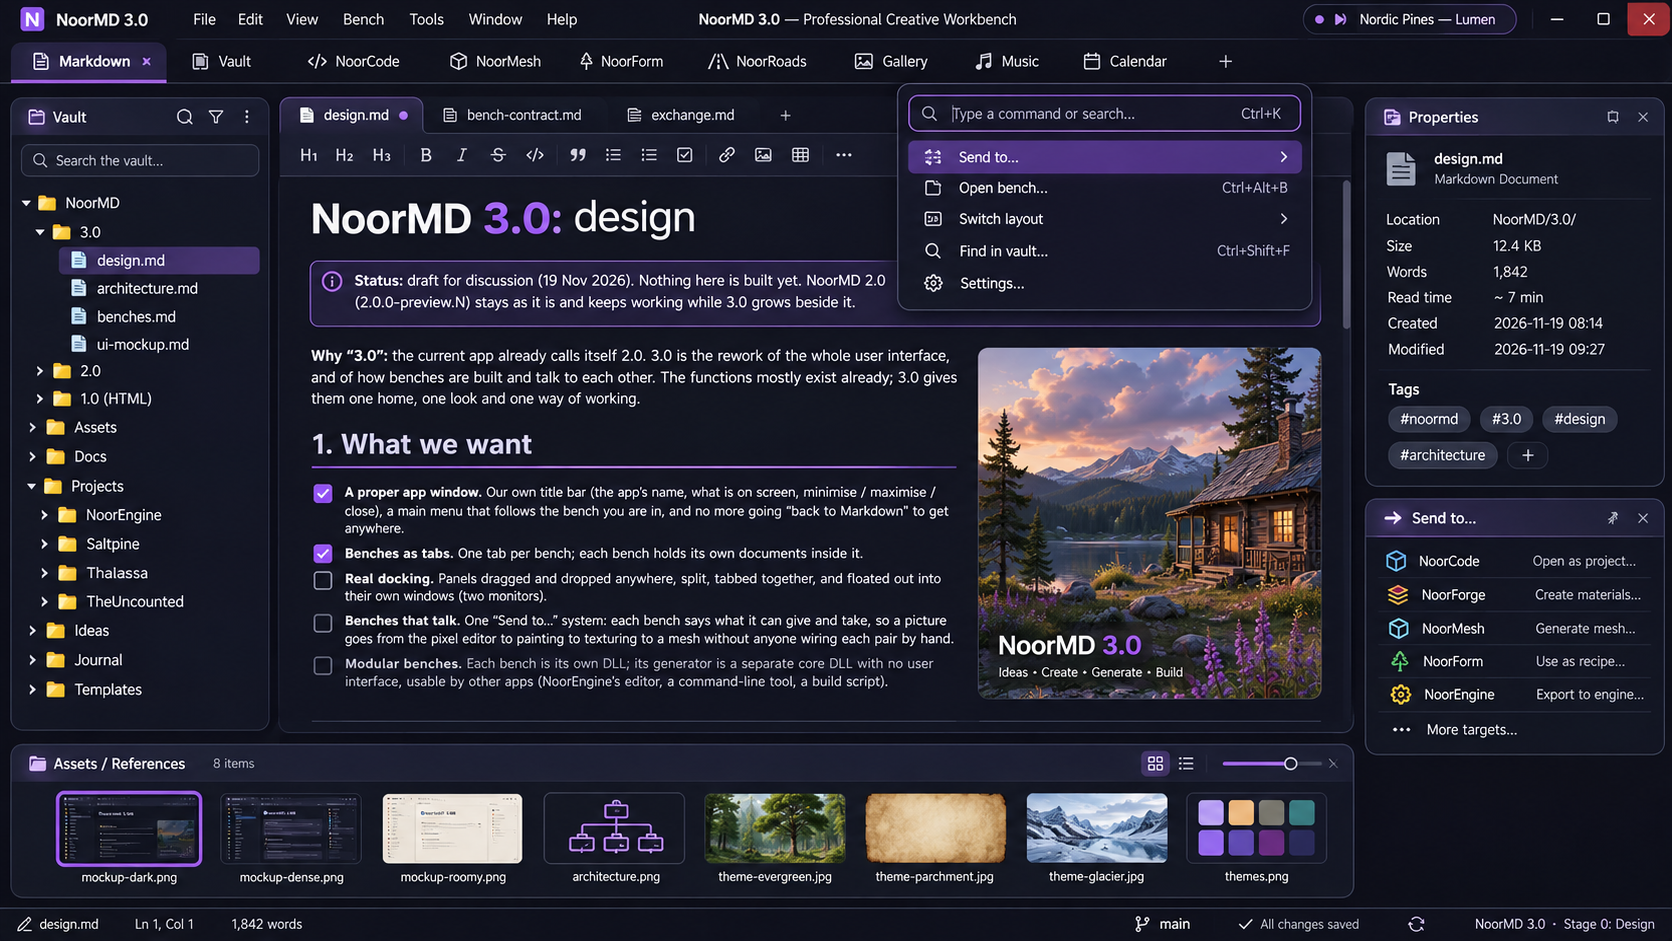 NoorMD 3.0
File Edit View Bench Tools Window Help
NoorMD 3.0 — Professional Creative Workbench
Nordic Pines — Lumen
Markdown
Vault
NoorCode
NoorMesh
NoorForm
NoorRoads
Gallery
Music
Calendar
Vault
Search the vault...
NoorMD
3.0
design.md
architecture.md
benches.md
ui-mockup.md
2.0
1.0 (HTML)
Assets
Docs
Projects
NoorEngine
Saltpine
Thalassa
TheUncounted
Ideas
Journal
Templates
design.md
bench-contract.md
exchange.md
H1 H2 H3 B I S
Type a command or search... Ctrl+K
Send to...
Open bench... Ctrl+Alt+B
Switch layout
Find in vault... Ctrl+Shift+F
Settings...
NoorMD 3.0: design
Status: draft for discussion (19 Nov 2026). Nothing here is built yet. NoorMD 2.0
(2.0.0-preview.N) stays as it is and keeps working while 3.0 grows beside it.
Why “3.0”: the current app already calls itself 2.0. 3.0 is the rework of the whole user interface,
and of how benches are built and talk to each other. The functions mostly exist already; 3.0 gives
them one home, one look and one way of working.
1. What we want
A proper app window. Our own title bar (the app's name, what is on screen, minimise / maximise /
close), a main menu that follows the bench you are in, and no more going “back to Markdown” to get
anywhere.
Benches as tabs. One tab per bench; each bench holds its own documents inside it.
Real docking. Panels dragged and dropped anywhere, split, tabbed together, and floated out into
their own windows (two monitors).
Benches that talk. One “Send to...” system: each bench says what it can give and take, so a picture
goes from the pixel editor to painting to texturing to a mesh without anyone wiring each pair by hand.
Modular benches. Each bench is its own DLL; its generator is a separate core DLL with no user
interface, usable by other apps (NoorEngine's editor, a command-line tool, a build script).
NoorMD 3.0
Ideas • Create • Generate • Build
Properties
design.md
Markdown Document
Location NoorMD/3.0/
Size 12.4 KB
Words 1,842
Read time ~ 7 min
Created 2026-11-19 08:14
Modified 2026-11-19 09:27
Tags
#noormd #3.0 #design
#architecture
Send to...
NoorCode Open as project...
NoorForge Create materials...
NoorMesh Generate mesh...
NoorForm Use as recipe...
NoorEngine Export to engine...
More targets...
Assets / References 8 items
mockup-dark.png
mockup-dense.png
mockup-roomy.png
architecture.png
theme-evergreen.jpg
theme-parchment.jpg
theme-glacier.jpg
themes.png
design.md Ln 1, Col 1 1,842 words
main All changes saved NoorMD 3.0 · Stage 0: Design